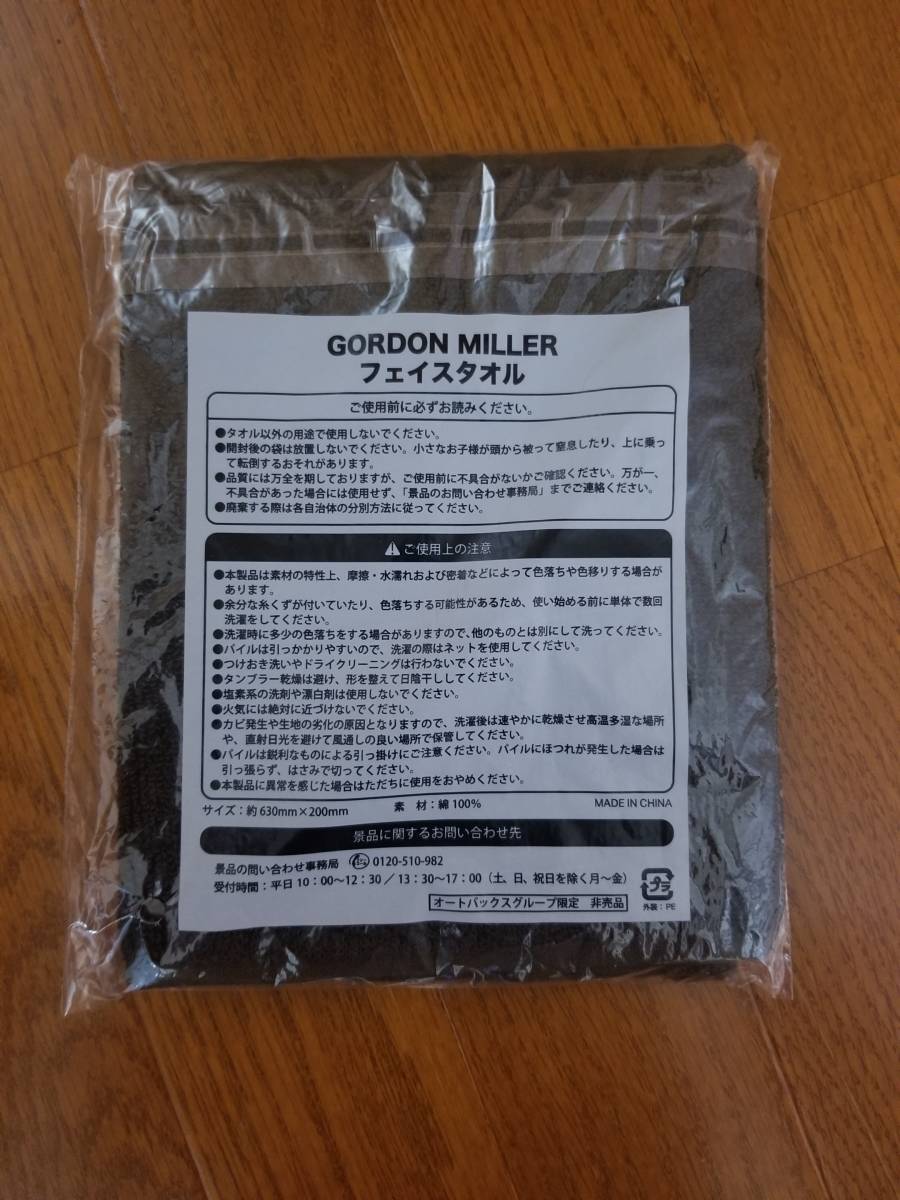 GORDON MILLER
フェイスタオル
ご使用前に必ずお読みください。
●タオル以外の用途で使用しないでください。
●開封後の袋は放置しないでください。小さなお子様が頭から被って窒息したり、上に乗っ
て転倒するおそれがあります。
●品質には万全を期しておりますが、ご使用前に不具合がないかご確認ください。万が一、
不具合があった場合には使用せず、「景品のお問い合わせ事務局」までご連絡ください。
●廃棄する際は各自治体の分別方法に従ってください。
ご使用上の注意
●本製品は素材の特性上、摩擦・水濡れおよび密着などによって色落ちや色移りする場合が
あります。
●余分な糸くずが付いていたり、色落ちする可能性があるため、使い始める前に単体で数回
洗濯をしてください。
●洗濯時に多少の色落ちをする場合がありますので、他のものとは別にして洗ってください。
●パイルは引っかかりやすいので、洗濯の際はネットを使用してください。
●つけおき洗いやドライクリーニングは行わないでください。
●タンブラー乾燥は避け、形を整えて日陰干ししてください。
●塩素系の洗剤や漂白剤は使用しないでください。
●火気には絶対に近づけないでください。
●カビ発生や生地の劣化の原因となりますので、洗濯後は速やかに乾燥させ高温多湿な場所
や、直射日光を避けて風通しの良い場所で保管してください。
●パイルは鋭利なものによる引っ掛けにご注意ください。パイルにほつれが発生した場合は
引っ張らず、はさみで切ってください。
●本製品に異常を感じた場合はただちに使用をおやめください。
サイズ：約 630mm×200mm 素 材：綿 100% MADE IN CHINA
景品に関するお問い合わせ先
景品の問い合わせ事務局 0120-510-982
受付時間：平日 10：00〜12：30 ／ 13：30〜17：00（土、日、祝日を除く月〜金）
オートバックスグループ限定 非売品
プラ
外装：PE